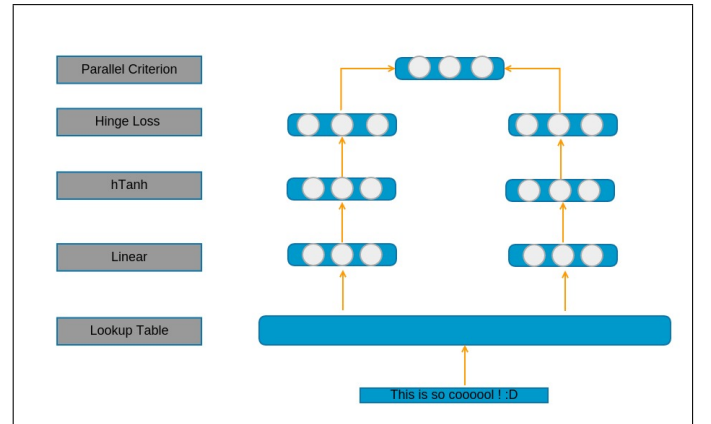 Parallel Criterion
Hinge Loss
hTanh
Linear
Lookup Table
This is so coooool ! :D